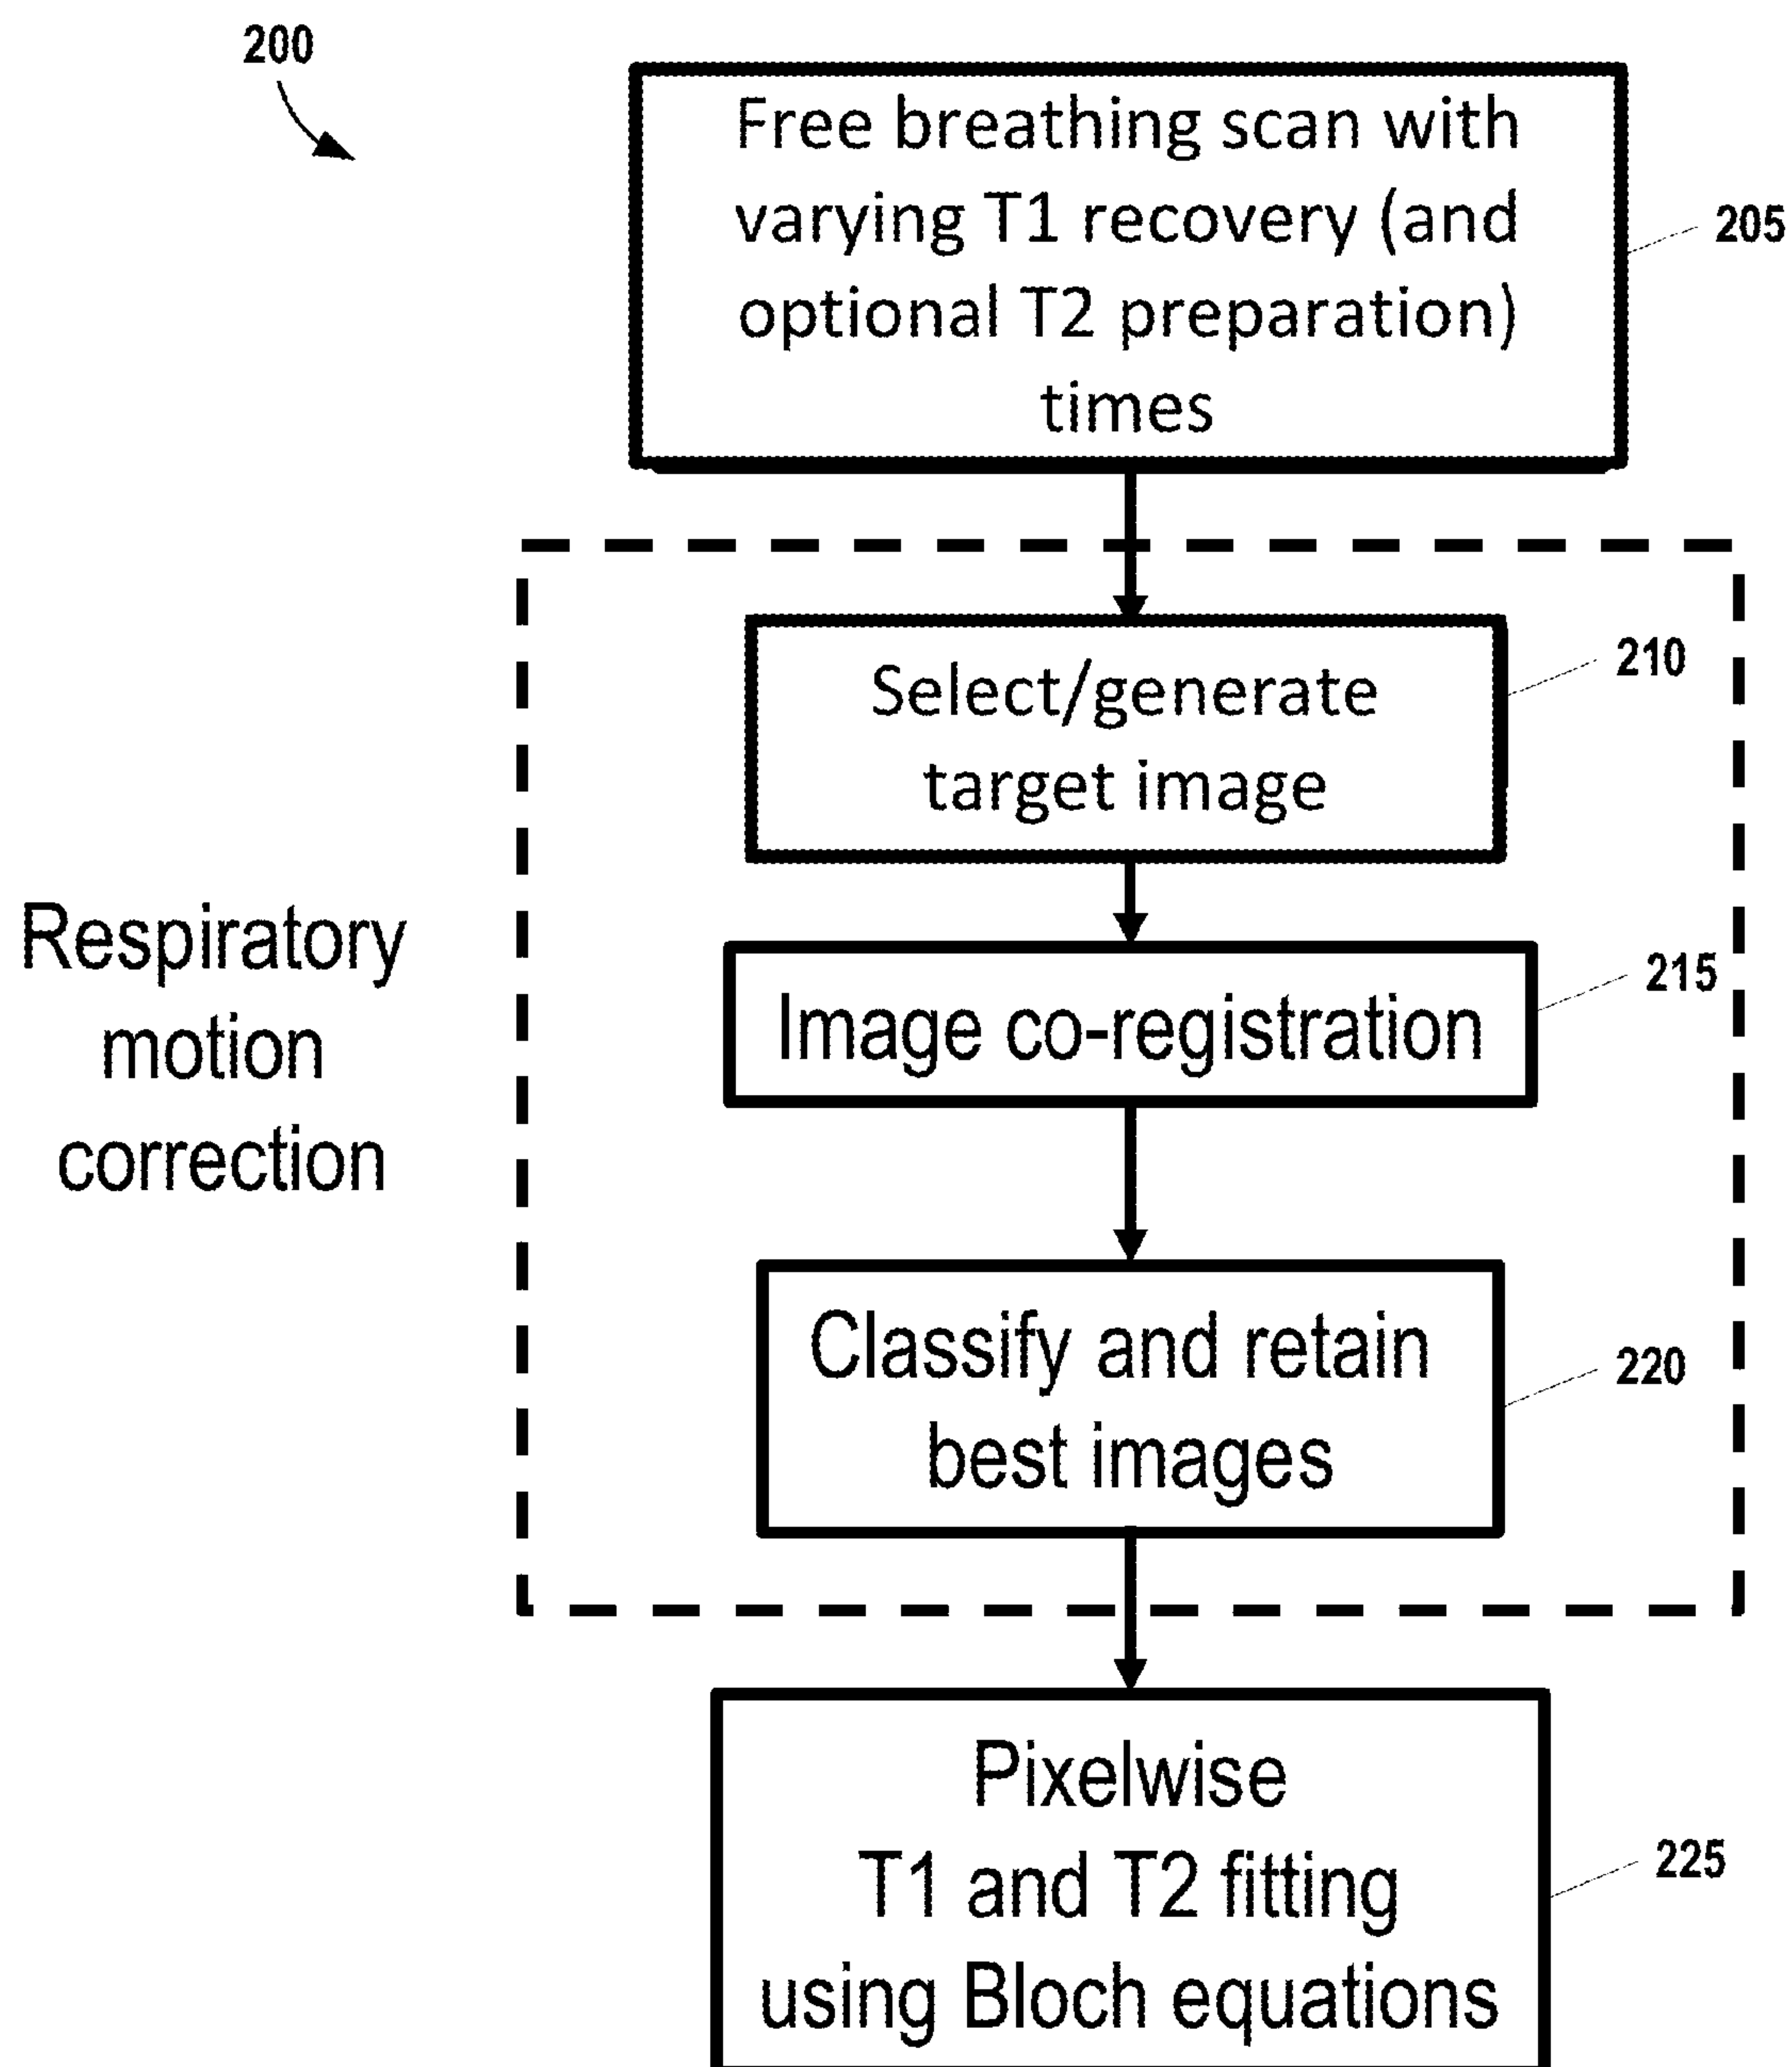 200
Free breathing scan with
varying T1 recovery (and
optional T2 preparation)
times
205
Select/generate
target image
210
Respiratory
motion
correction
Image co-registration
215
Classify and retain
best images
220
Pixelwise
T1 and T2 fitting
using Bloch equations
225